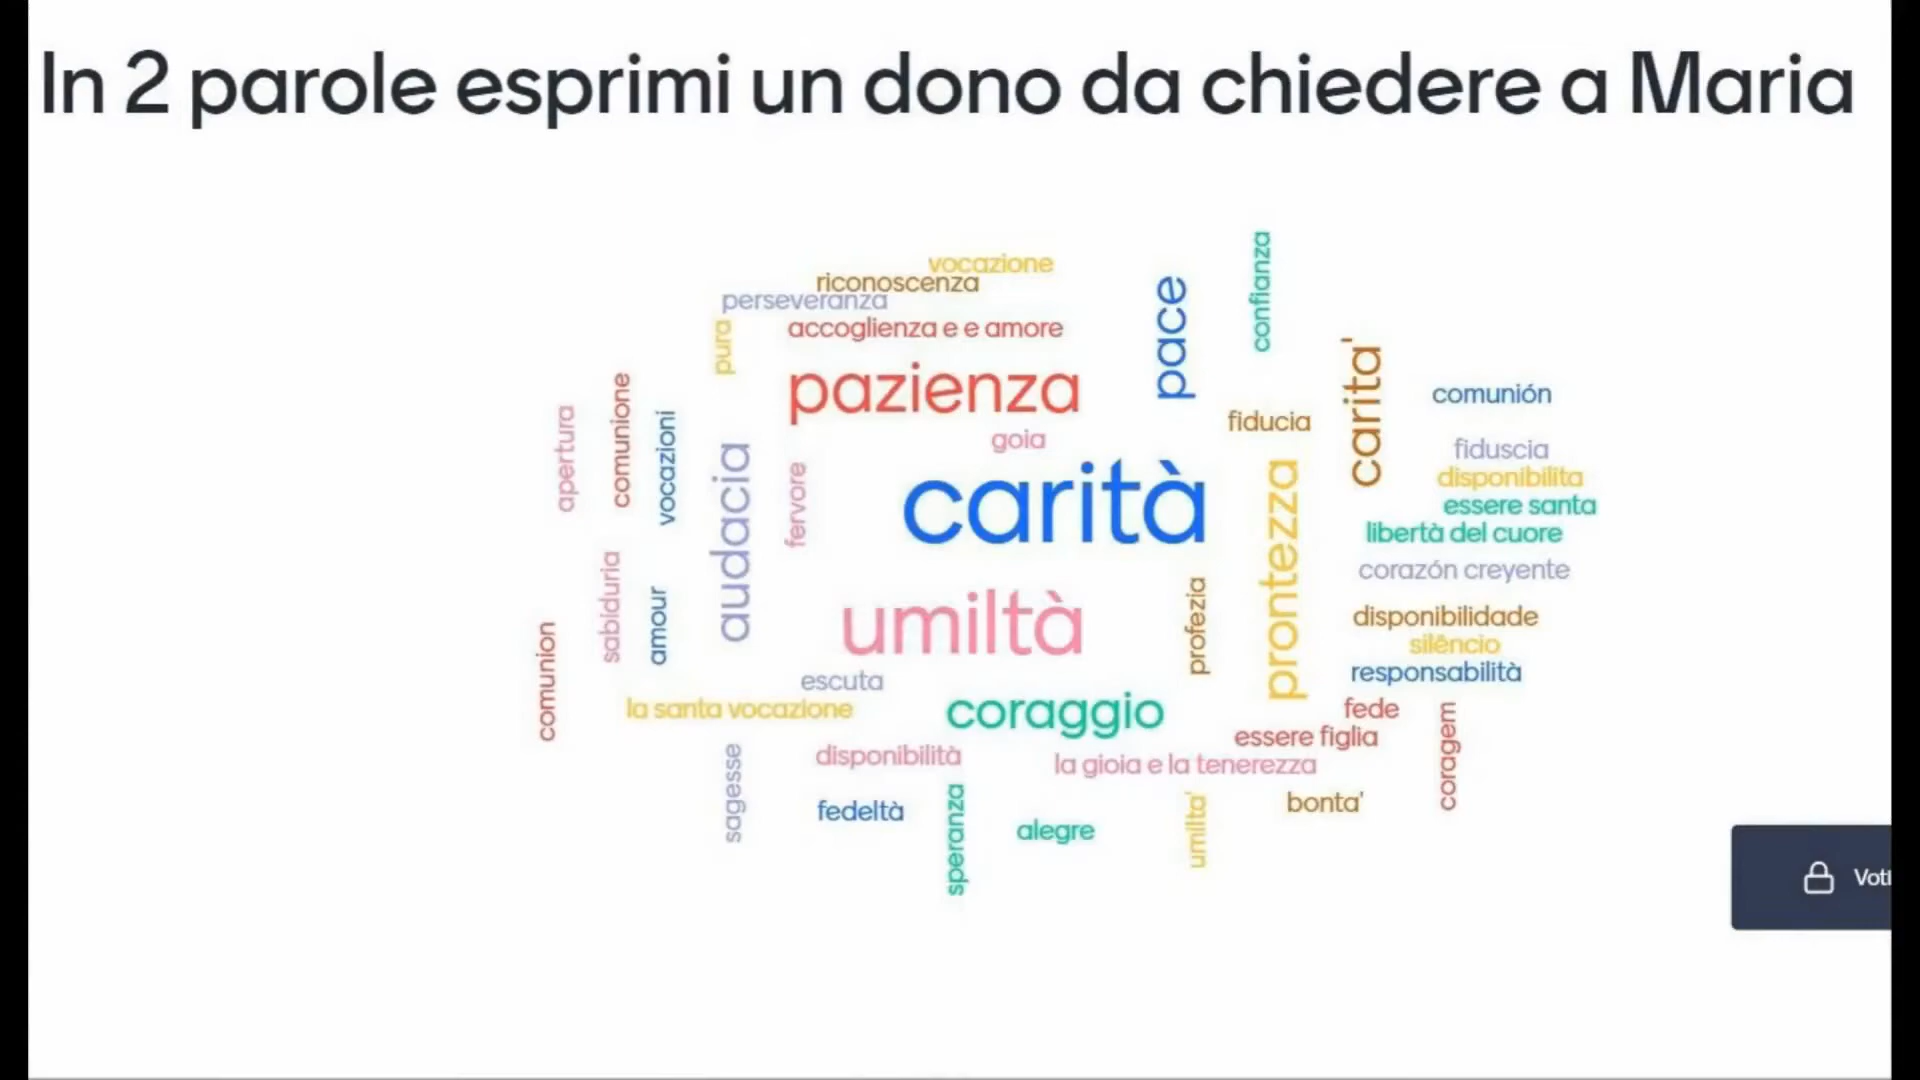 In 2 parole esprimi un dono da chiedere a Maria
vocazione
riconoscenza
perseveranza
accoglienza e e amore
pura
pazienza
goia
pace
confianza
carita'
fiducia
comunión
fiduscia
disponibilita
essere santa
libertà del cuore
corazón creyente
apertura
comunione
vocazioni
audacia
fervore
carità
prontezza
sabiduria
amour
umiltà
profezia
disponibilidade
silêncio
responsabilità
comunion
escuta
la santa vocazione
coraggio
fede
essere figlia
coragem
sagesse
disponibilità
la gioia e la tenerezza
fedeltà
speranza
alegre
umilta'
bonta'